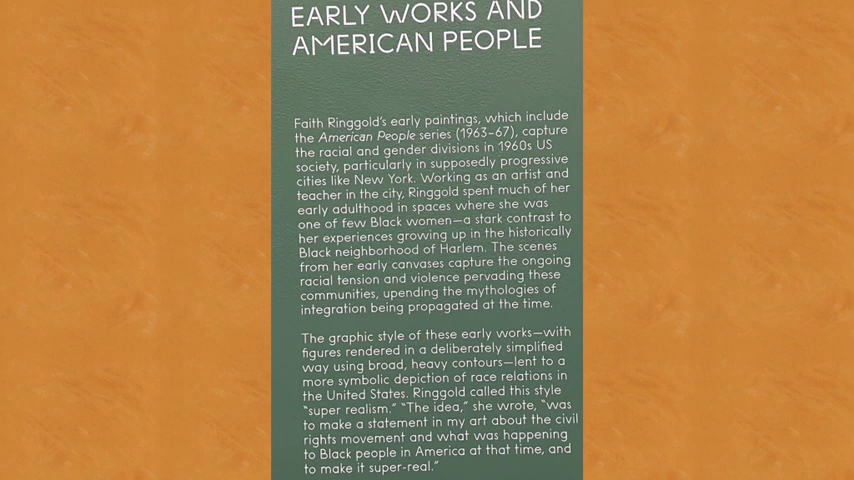 EARLY WORKS AND
AMERICAN PEOPLE
Faith Ringgold's early paintings, which include
the American People series (1963-67), capture
the racial and gender divisions in 1960s US
society, particularly in supposedly progressive
cities like New York. Working as an artist and
teacher in the city, Ringgold spent much of her
early adulthood in spaces where she was
one of few Black women—a stark contrast to
her experiences growing up in the historically
Black neighborhood of Harlem. The scenes
from her early canvases capture the ongoing
racial tension and violence pervading these
communities, upending the mythologies of
integration being propagated at the time.
The graphic style of these early works—with
figures rendered in a deliberately simplified
way using broad, heavy contours—lent to a
more symbolic depiction of race relations in
the United States. Ringgold called this style
"super realism." "The idea," she wrote, "was
to make a statement in my art about the civil
rights movement and what was happening
to Black people in America at that time, and
to make it super-real."